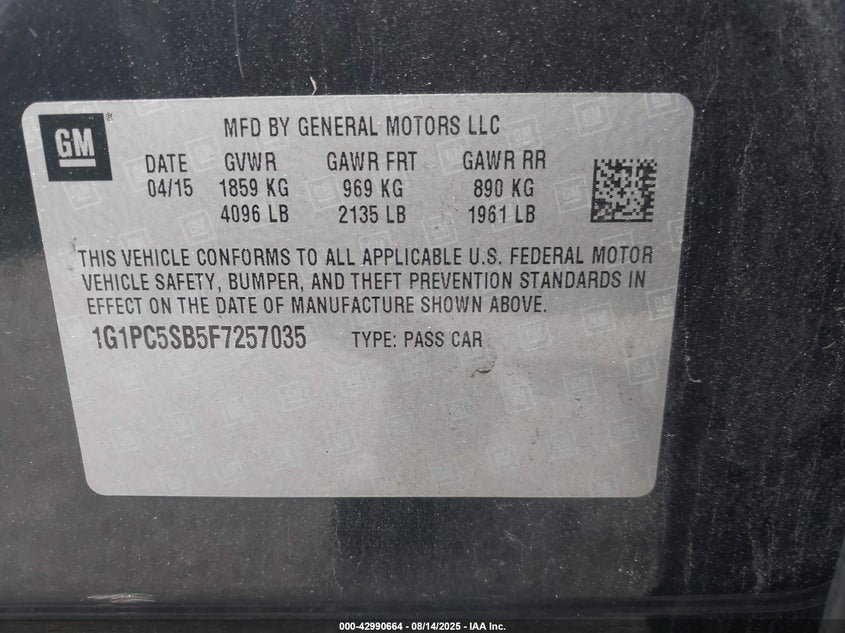 GM
MFD BY GENERAL MOTORS LLC
DATE GVWR GAWR FRT GAWR RR
04/15 1859 KG 969 KG 890 KG
4096 LB 2135 LB 1961 LB
THIS VEHICLE CONFORMS TO ALL APPLICABLE U.S. FEDERAL MOTOR
VEHICLE SAFETY, BUMPER, AND THEFT PREVENTION STANDARDS IN
EFFECT ON THE DATE OF MANUFACTURE SHOWN ABOVE.
1G1PC5SB5F7257035 TYPE: PASS CAR
000-42990664 - 08/14/2025 - IAA Inc.